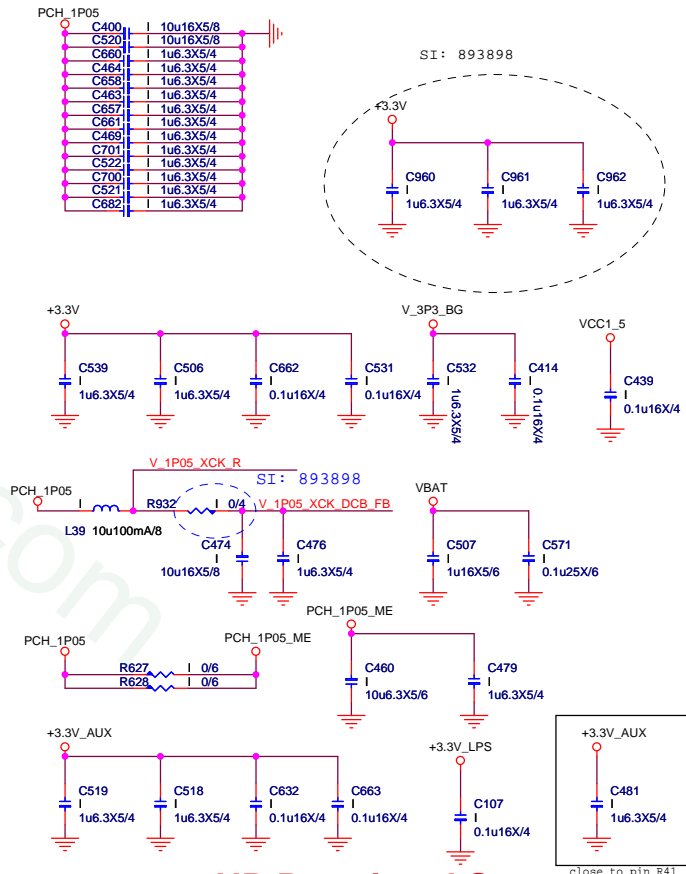 PCH_1P05
C400 I 10u16X5/8
C520 I 10u16X5/8
C660 I 1u6.3X5/4
C464 I 1u6.3X5/4
C658 I 1u6.3X5/4
C463 I 1u6.3X5/4
C657 I 1u6.3X5/4
C661 I 1u6.3X5/4
C469 I 1u6.3X5/4
C701 I 1u6.3X5/4
C522 I 1u6.3X5/4
C700 I 1u6.3X5/4
C521 I 1u6.3X5/4
C682 I 1u6.3X5/4
SI: 893898
+3.3V
C960 C961 C962
I I I
1u6.3X5/4 1u6.3X5/4 1u6.3X5/4
+3.3V V_3P3_BG VCC1_5
C539 C506 C662 C531 C532 C414 C439
I I I I I I I
1u6.3X5/4 1u6.3X5/4 0.1u16X/4 0.1u16X/4 1u6.3X5/4 0.1u16X/4 0.1u16X/4
V_1P05_XCK_R
SI: 893898
PCH_1P05 I R932 I 0/4 V_1P05_XCK_DCB_FB VBAT
L39 10u100mA/8
C474 C476 C507 C571
I I I I
10u16X5/8 1u6.3X5/4 1u16X5/6 0.1u25X/6
PCH_1P05_ME
PCH_1P05 PCH_1P05_ME
R627 I 0/6
R628 I 0/6
C460 C479
I I
10u6.3X5/6 1u6.3X5/4
+3.3V_AUX +3.3V_LPS +3.3V_AUX
C519 C518 C632 C663 C107 C481
I I I I I I
1u6.3X5/4 1u6.3X5/4 0.1u16X/4 0.1u16X/4 0.1u16X/4 1u6.3X5/4
close to pin R41
.com